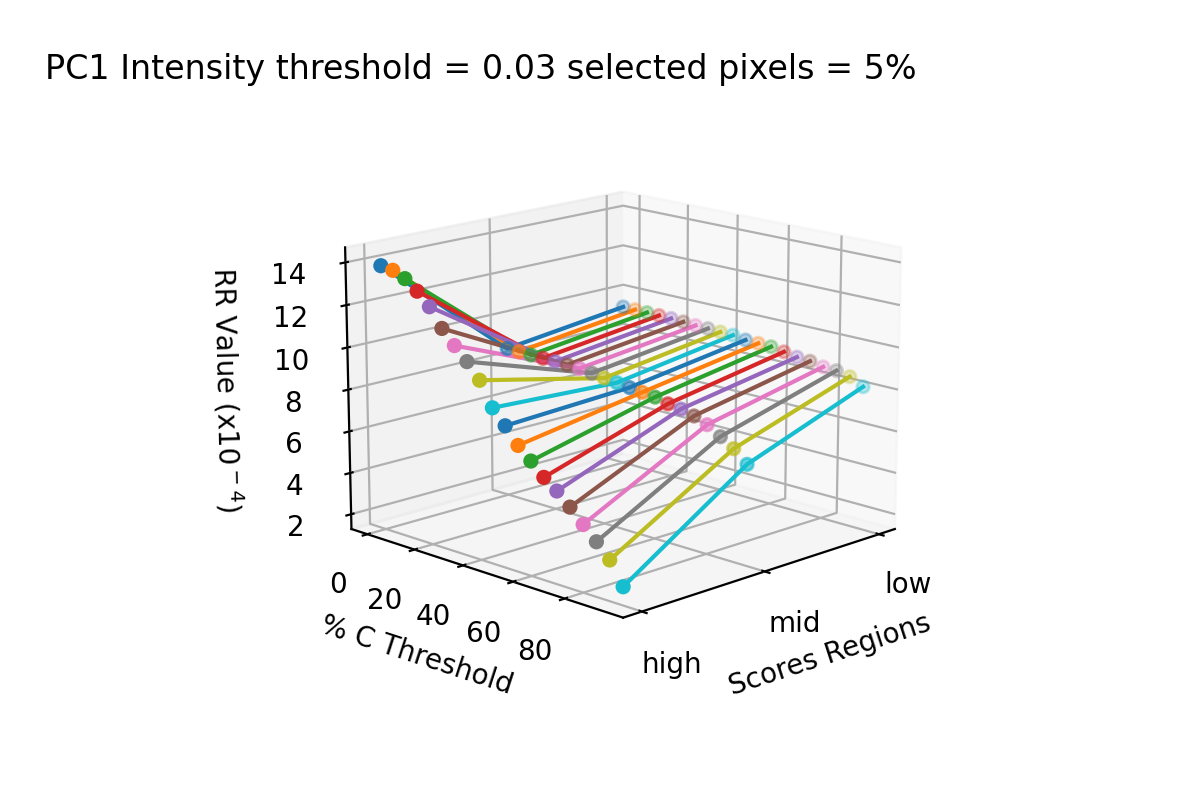 PC1 Intensity threshold = 0.03 selected pixels = 5%
RR Value (x10⁻⁴)
14
12
10
8
6
4
2
0
20
40
60
80
% C Threshold
high
mid
low
Scores Regions